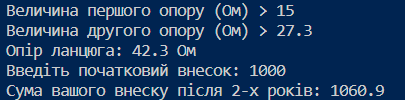 Величина першого опору (Ом) > 15
Величина другого опору (Ом) > 27.3
Опір ланцюга: 42.3 Ом
Введіть початковий внесок: 1000
Сума вашого внеску після 2-х років: 1060.9